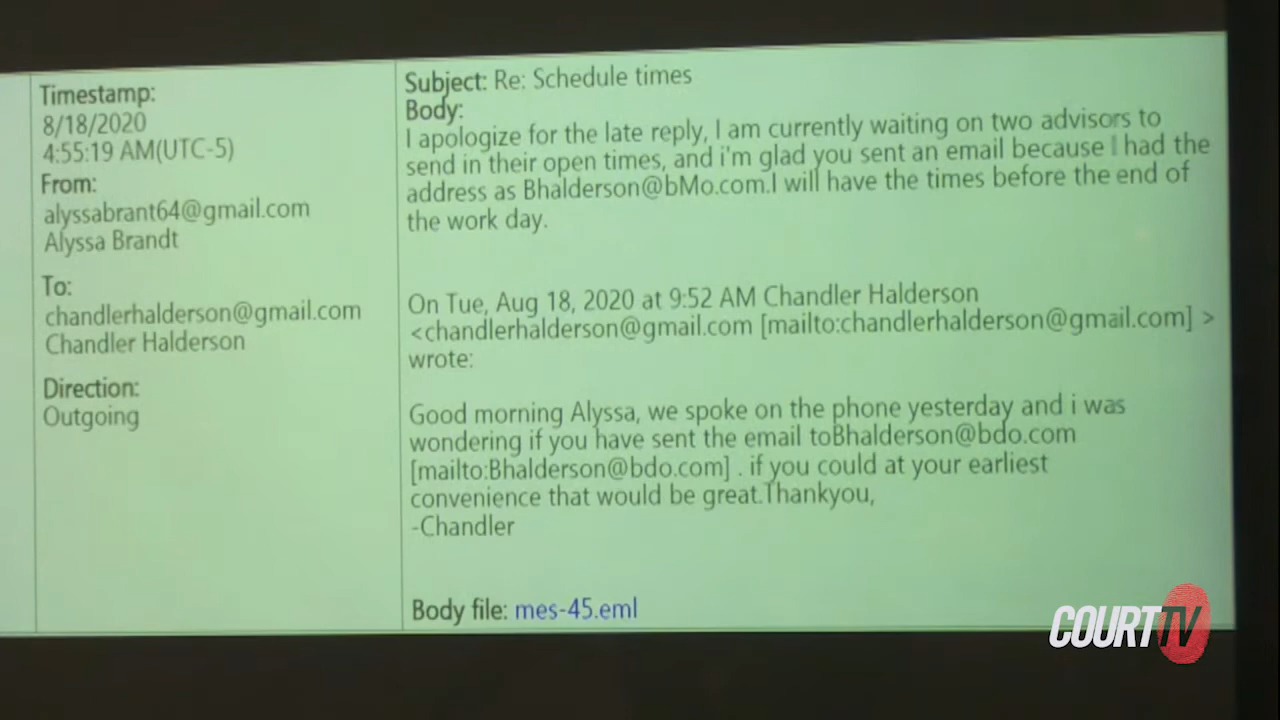 Timestamp:
8/18/2020
4:55:19 AM(UTC-5)
From:
alyssabrant64@gmail.com
Alyssa Brandt
To:
chandlerhalderson@gmail.com
Chandler Halderson
Direction:
Outgoing
Subject: Re: Schedule times
Body:
I apologize for the late reply, I am currently waiting on two advisors to
send in their open times, and i'm glad you sent an email because I had the
address as Bhalderson@bMo.com.I will have the times before the end of
the work day.
On Tue, Aug 18, 2020 at 9:52 AM Chandler Halderson
<chandlerhalderson@gmail.com [mailto:chandlerhalderson@gmail.com] >
wrote:
Good morning Alyssa, we spoke on the phone yesterday and i was
wondering if you have sent the email toBhalderson@bdo.com
[mailto:Bhalderson@bdo.com] . if you could at your earliest
convenience that would be great.Thankyou,
-Chandler
Body file: mes-45.eml
COURT TV